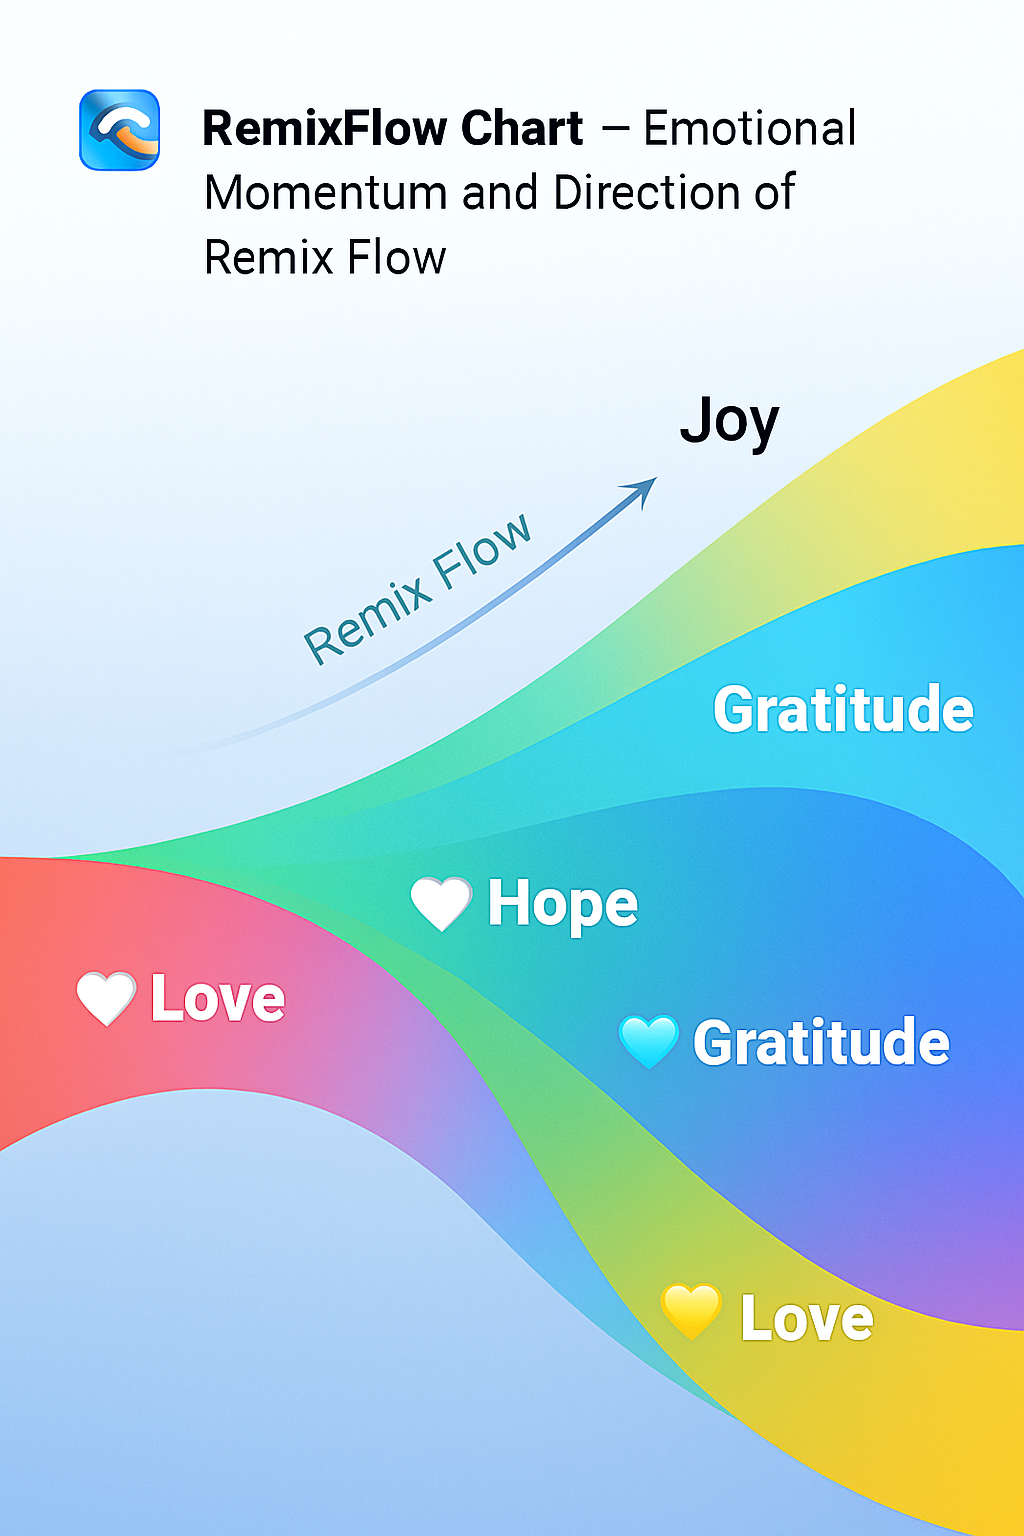 RemixFlow Chart – Emotional
Momentum and Direction of
Remix Flow
Joy
Remix Flow
Gratitude
🤍 Hope
🤍 Love
🩵 Gratitude
💛 Love